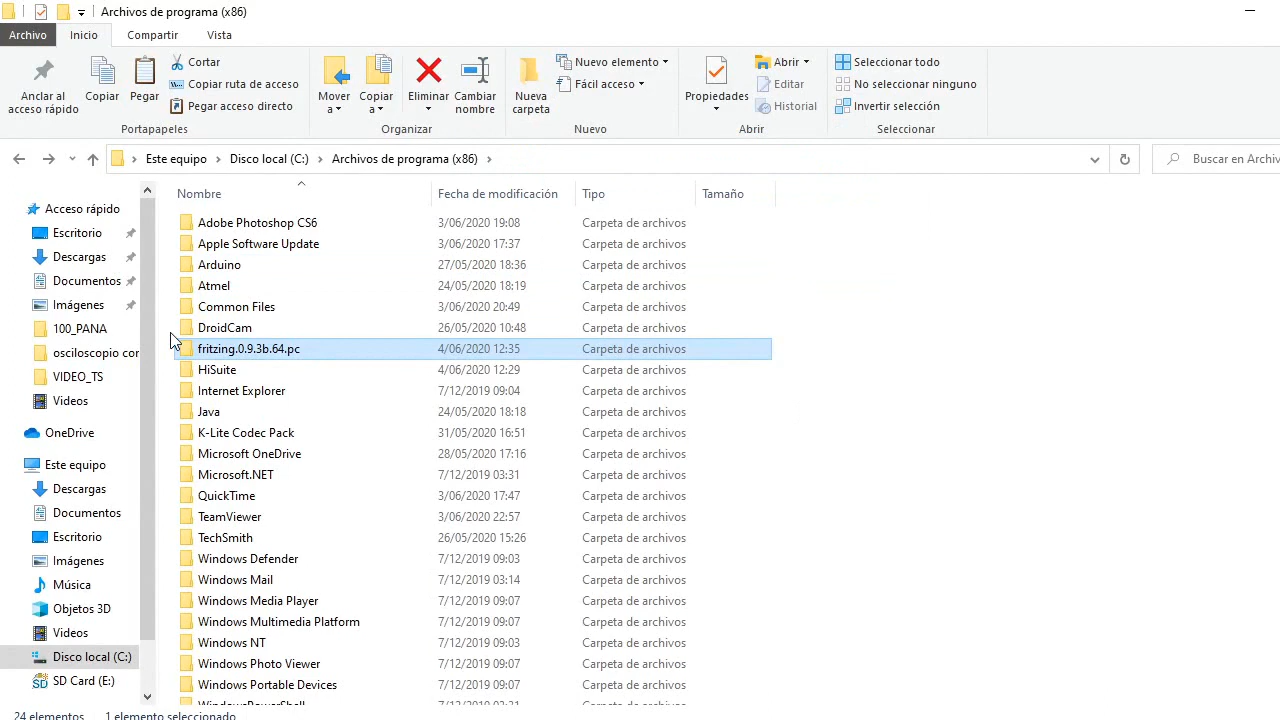 Archivos de programa (x86)
Archivo Inicio Compartir Vista
Anclar al acceso rápido
Copiar
Pegar
Cortar
Copiar ruta de acceso
Pegar acceso directo
Portapapeles
Mover a
Copiar a
Eliminar
Cambiar nombre
Organizar
Nueva carpeta
Nuevo elemento
Fácil acceso
Nuevo
Propiedades
Abrir
Editar
Historial
Abrir
Seleccionar todo
No seleccionar ninguno
Invertir selección
Seleccionar
Este equipo > Disco local (C:) > Archivos de programa (x86) >
Buscar en Archiv
Acceso rápido
Escritorio
Descargas
Documentos
Imágenes
100_PANA
osciloscopio cor
VIDEO_TS
Videos
OneDrive
Este equipo
Descargas
Documentos
Escritorio
Imágenes
Música
Objetos 3D
Videos
Disco local (C:)
SD Card (E:)
Nombre Fecha de modificación Tipo Tamaño
Adobe Photoshop CS6 3/06/2020 19:08 Carpeta de archivos
Apple Software Update 3/06/2020 17:37 Carpeta de archivos
Arduino 27/05/2020 18:36 Carpeta de archivos
Atmel 24/05/2020 18:19 Carpeta de archivos
Common Files 3/06/2020 20:49 Carpeta de archivos
DroidCam 26/05/2020 10:48 Carpeta de archivos
fritzing.0.9.3b.64.pc 4/06/2020 12:35 Carpeta de archivos
HiSuite 4/06/2020 12:29 Carpeta de archivos
Internet Explorer 7/12/2019 09:04 Carpeta de archivos
Java 24/05/2020 18:18 Carpeta de archivos
K-Lite Codec Pack 31/05/2020 16:51 Carpeta de archivos
Microsoft OneDrive 28/05/2020 17:16 Carpeta de archivos
Microsoft.NET 7/12/2019 03:31 Carpeta de archivos
QuickTime 3/06/2020 17:47 Carpeta de archivos
TeamViewer 3/06/2020 22:57 Carpeta de archivos
TechSmith 26/05/2020 15:26 Carpeta de archivos
Windows Defender 7/12/2019 09:03 Carpeta de archivos
Windows Mail 7/12/2019 03:14 Carpeta de archivos
Windows Media Player 7/12/2019 09:07 Carpeta de archivos
Windows Multimedia Platform 7/12/2019 09:07 Carpeta de archivos
Windows NT 7/12/2019 09:03 Carpeta de archivos
Windows Photo Viewer 7/12/2019 09:07 Carpeta de archivos
Windows Portable Devices 7/12/2019 09:07 Carpeta de archivos
WindowsPowerShell 7/12/2019 03:31 Carpeta de archivos
24 elementos 1 elemento seleccionado